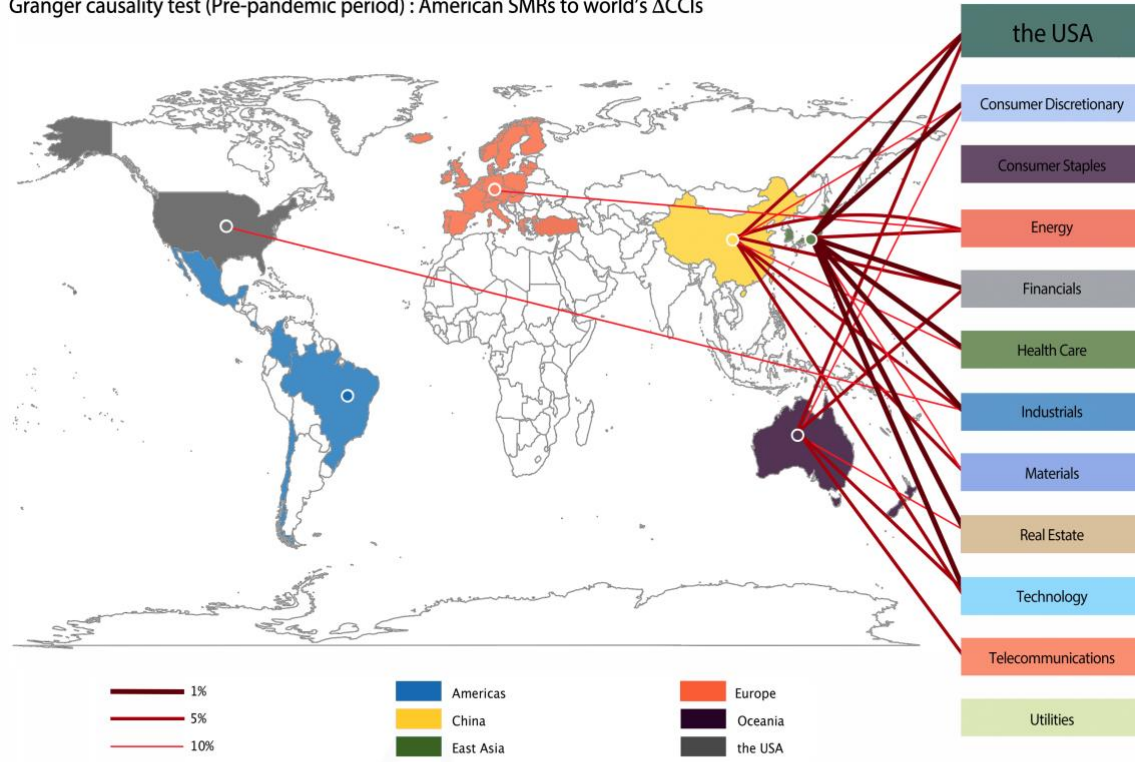 Granger causality test (Pre-pandemic period) : American SMRs to world's ΔCCIs
the USA
Consumer Discretionary
Consumer Staples
Energy
Financials
Health Care
Industrials
Materials
Real Estate
Technology
Telecommunications
Utilities
1%
5%
10%
Americas
China
East Asia
Europe
Oceania
the USA